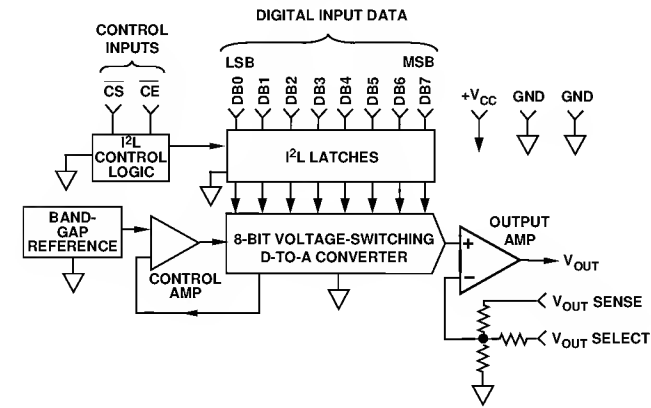 DIGITAL INPUT DATA
CONTROL
INPUTS
LSB
MSB
CS
CE
DB0
DB1
DB2
DB3
DB4
DB5
DB6
DB7
+VCC
GND
GND
I²L
CONTROL
LOGIC
I²L LATCHES
BAND-
GAP
REFERENCE
CONTROL
AMP
8-BIT VOLTAGE-SWITCHING
D-TO-A CONVERTER
OUTPUT
AMP
+
−
VOUT
VOUT SENSE
VOUT SELECT